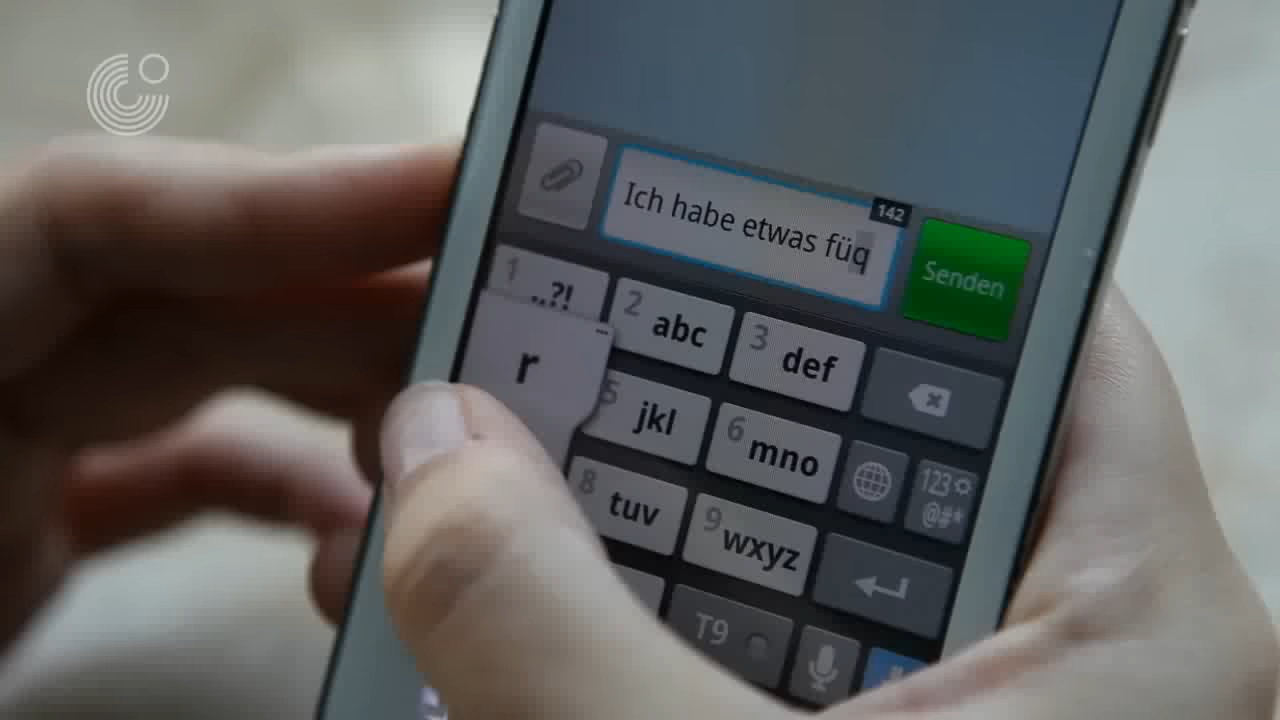 142
Ich habe etwas füq
Senden
1 ..?!
2 abc
3 def
r
5 jkl
6 mno
123
@#*
8 tuv
9 wxyz
T9